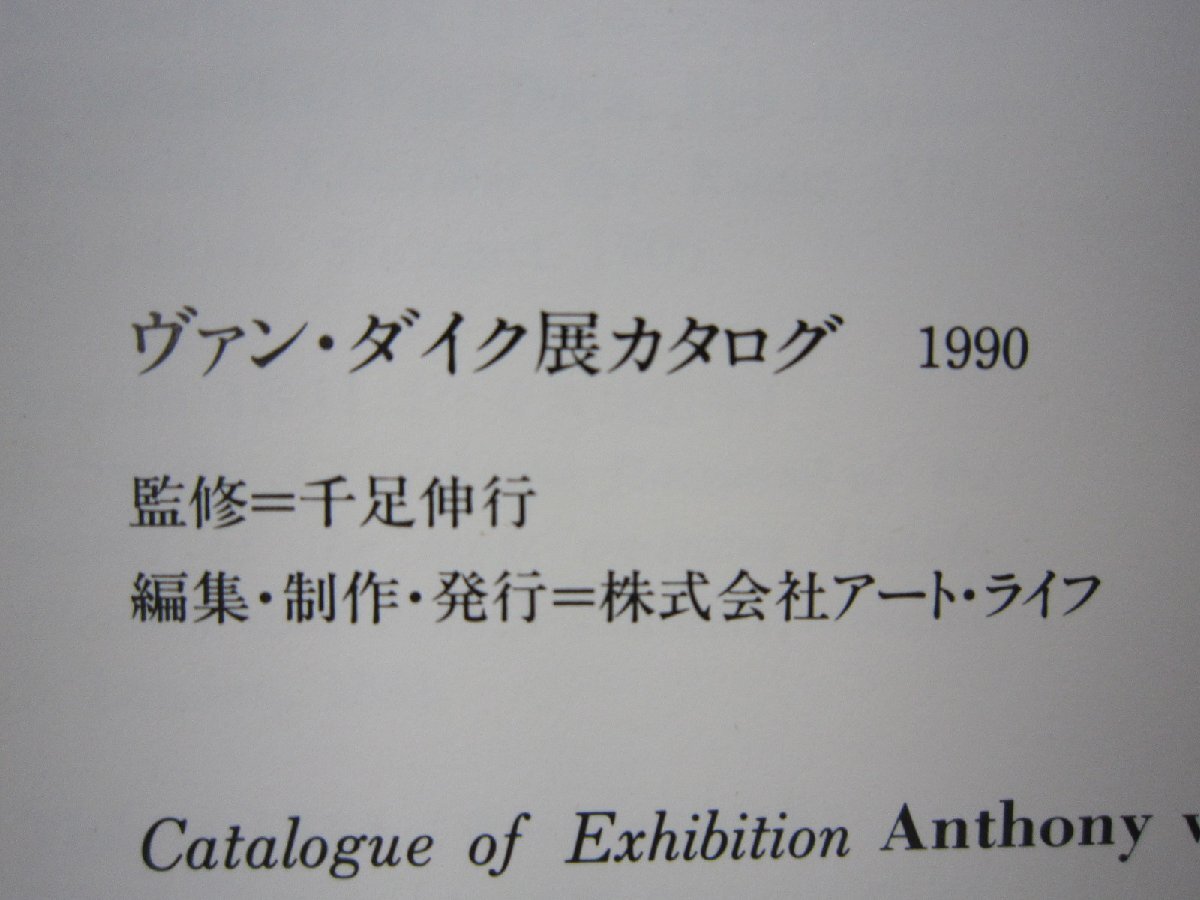 ヴァン・ダイク展カタログ 1990
監修=千足伸行
編集・制作・発行=株式会社アート・ライフ
Catalogue of Exhibition Anthony v